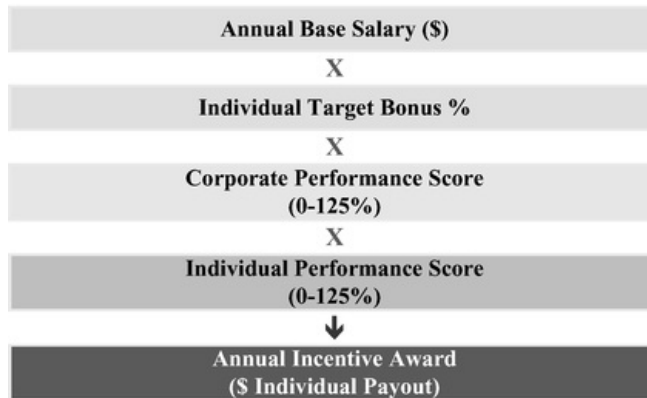 Annual Base Salary ($)
X
Individual Target Bonus %
X
Corporate Performance Score
(0-125%)
X
Individual Performance Score
(0-125%)
Annual Incentive Award
($ Individual Payout)